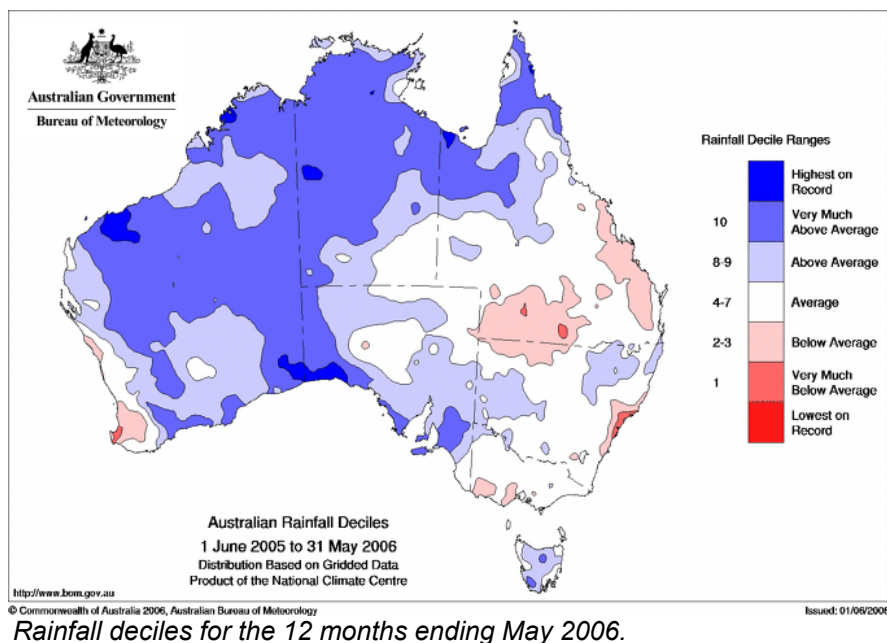 Australian Government
Bureau of Meteorology
Rainfall Decile Ranges
Highest on
Record
10
Very Much
Above Average
8-9
Above Average
4-7
Average
2-3
Below Average
1
Very Much
Below Average
Lowest on
Record
Australian Rainfall Deciles
1 June 2005 to 31 May 2006
Distribution Based on Gridded Data
Product of the National Climate Centre
http://www.bom.gov.au
© Commonwealth of Australia 2006, Australian Bureau of Meteorology
Issued: 01/06/2006
Rainfall deciles for the 12 months ending May 2006.